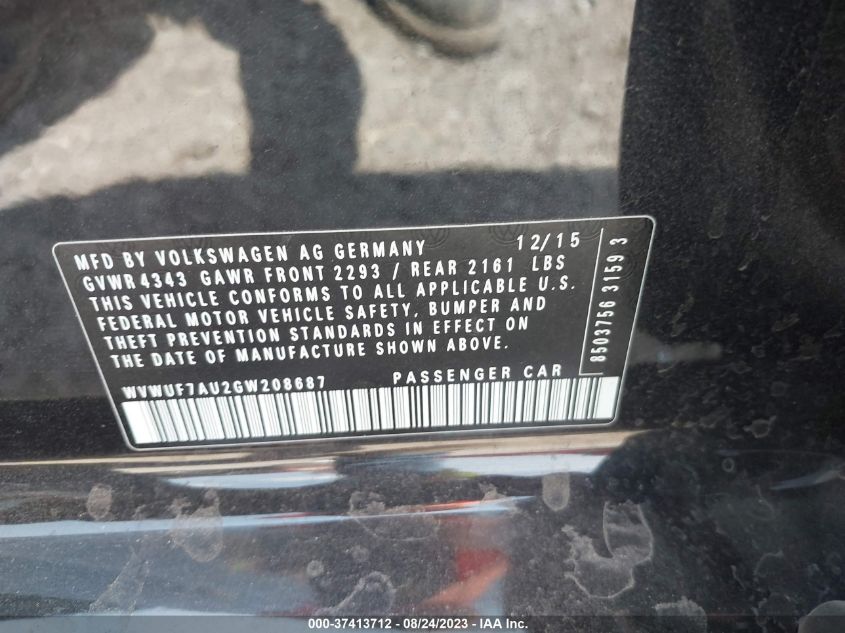 MFD BY VOLKSWAGEN AG GERMANY 12/15
GVWR 4343 GAWR FRONT 2293 / REAR 2161 LBS
THIS VEHICLE CONFORMS TO ALL APPLICABLE U.S.
FEDERAL MOTOR VEHICLE SAFETY, BUMPER AND
THEFT PREVENTION STANDARDS IN EFFECT ON
THE DATE OF MANUFACTURE SHOWN ABOVE.
WVWUF7AU2GW208687 PASSENGER CAR
8503756 3159 3
000-37413712 - 08/24/2023 - IAA Inc.